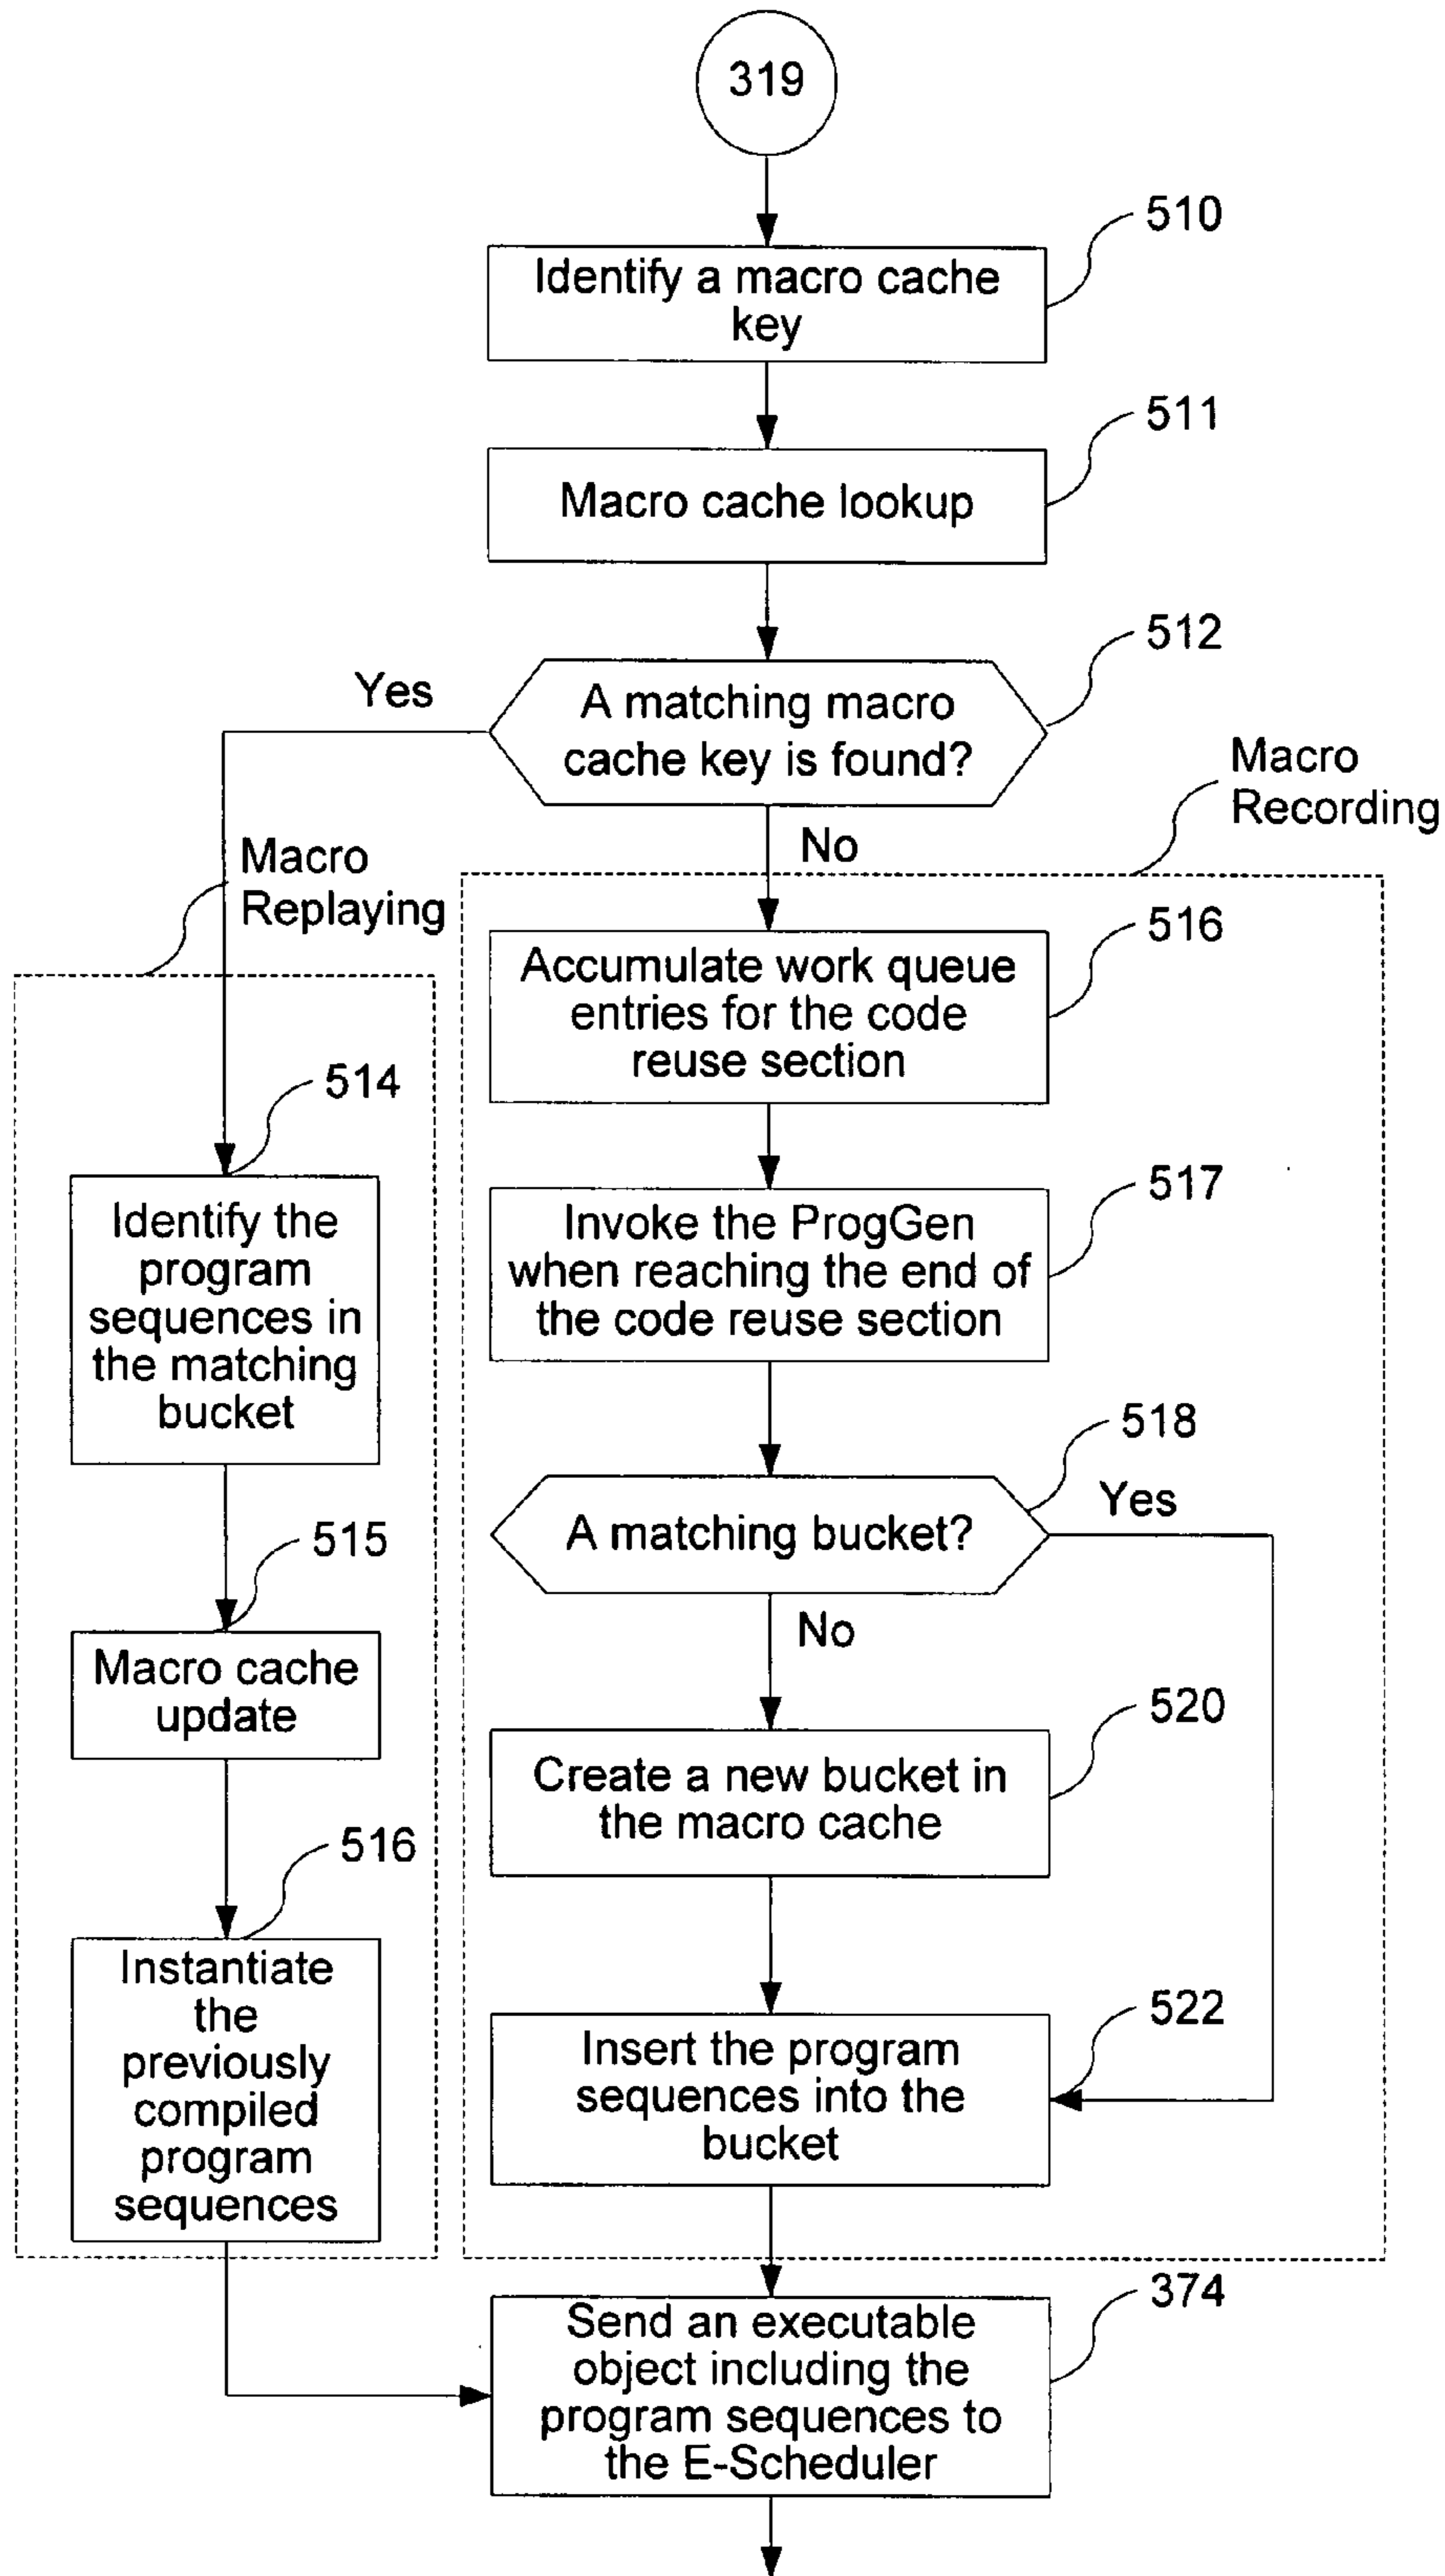 319
510
Identify a macro cache
key
511
Macro cache lookup
512
Yes
A matching macro
cache key is found?
Macro
Recording
No
Macro
Replaying
516
Accumulate work queue
entries for the code
reuse section
514
517
Identify the
program
sequences in
the matching
bucket
Invoke the ProgGen
when reaching the end of
the code reuse section
518
Yes
A matching bucket?
515
No
Macro cache
update
520
Create a new bucket in
the macro cache
516
Instantiate
the
previously
compiled
program
sequences
522
Insert the program
sequences into the
bucket
374
Send an executable
object including the
program sequences to
the E-Scheduler